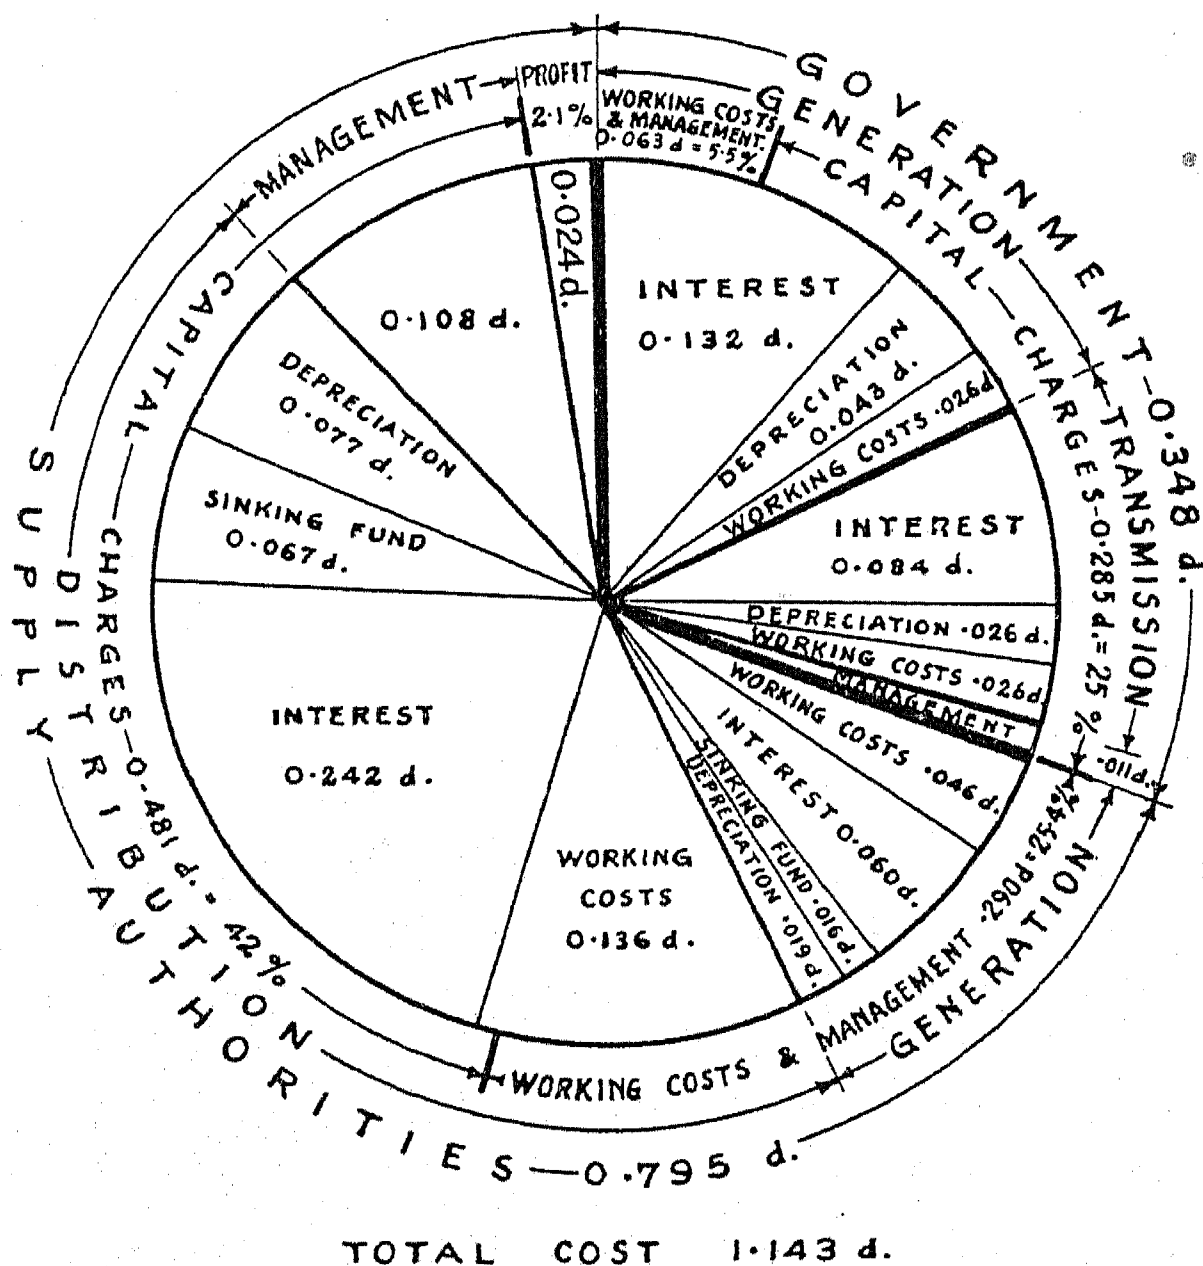 GOVERNMENT—0.348 d.
GENERATION
TRANSMISSION
.011 d.
CAPITAL — CHARGES—0.285 d. = 25 %
WORKING COSTS
& MANAGEMENT.
0.063 d = 5.5 %
PROFIT
2.1 %
MANAGEMENT
INTEREST
0.132 d.
DEPRECIATION
0.043 d.
WORKING COSTS .026 d
INTEREST
0.084 d.
DEPRECIATION .026 d.
WORKING COSTS .026 d
MANAGEMENT
WORKING COSTS .046 d.
INTEREST 0.060 d.
SINKING FUND .016 d.
DEPRECIATION .019 d.
WORKING
COSTS
0.136 d.
INTEREST
0.242 d.
SINKING FUND
0.067 d.
DEPRECIATION
0.077 d.
0.108 d.
0.024 d.
CAPITAL — CHARGES—0.481 d. = 42 %
WORKING COSTS & MANAGEMENT .290 d = 25.4 %
GENERATION
DISTRIBUTION
SUPPLY AUTHORITIES—0.795 d.
TOTAL COST 1.143 d.